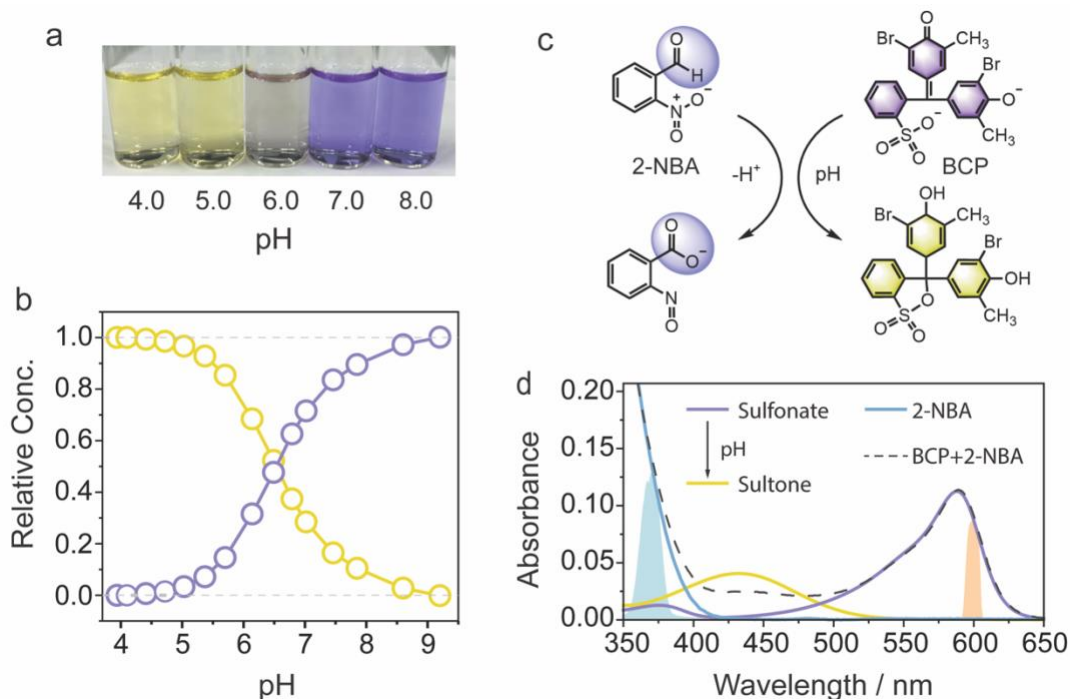 a
4.0 5.0 6.0 7.0 8.0
pH
b
Relative Conc.
1.0
0.8
0.6
0.4
0.2
0.0
4 5 6 7 8 9
pH
c
O
H
N
+
O
−
O
2-NBA
-H⁺
O
O
−
N
O
O
Br
CH₃
Br
O
−
CH₃
O
−
S
O
O
BCP
pH
OH
Br
CH₃
Br
OH
CH₃
O
S
O
O
d
Absorbance
0.20
0.15
0.10
0.05
0.00
Sulfonate
pH
Sultone
2-NBA
BCP+2-NBA
350 400 450 500 550 600 650
Wavelength / nm